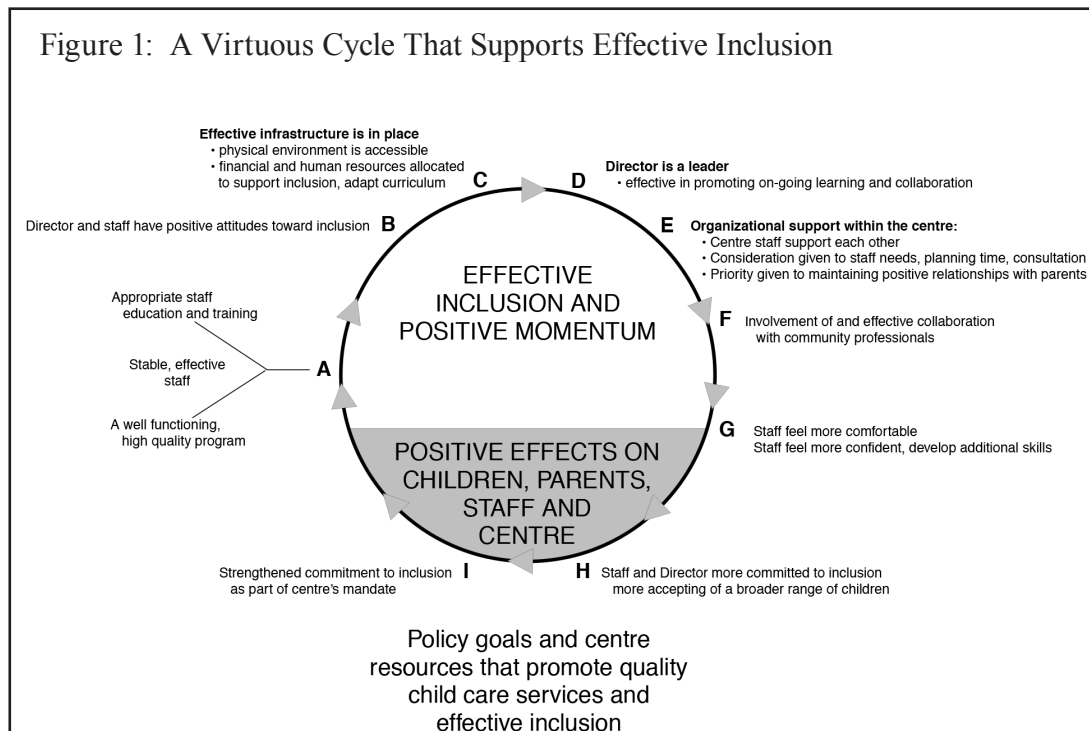 Figure 1:  A Virtuous Cycle That Supports Effective Inclusion
Effective infrastructure is in place
• physical environment is accessible
• financial and human resources allocated
to support inclusion, adapt curriculum
C
D
Director is a leader
• effective in promoting on-going learning and collaboration
Director and staff have positive attitudes toward inclusion
B
E
Organizational support within the centre:
• Centre staff support each other
• Consideration given to staff needs, planning time, consultation
• Priority given to maintaining positive relationships with parents
EFFECTIVE
INCLUSION AND
POSITIVE MOMENTUM
Appropriate staff
education and training
Stable, effective
staff
A well functioning,
high quality program
A
F
Involvement of and effective collaboration
with community professionals
G
Staff feel more comfortable
Staff feel more confident, develop additional skills
POSITIVE EFFECTS ON
CHILDREN, PARENTS,
STAFF AND
CENTRE
Strengthened commitment to inclusion
as part of centre's mandate
I
H
Staff and Director more committed to inclusion
more accepting of a broader range of children
Policy goals and centre
resources that promote quality
child care services and
effective inclusion